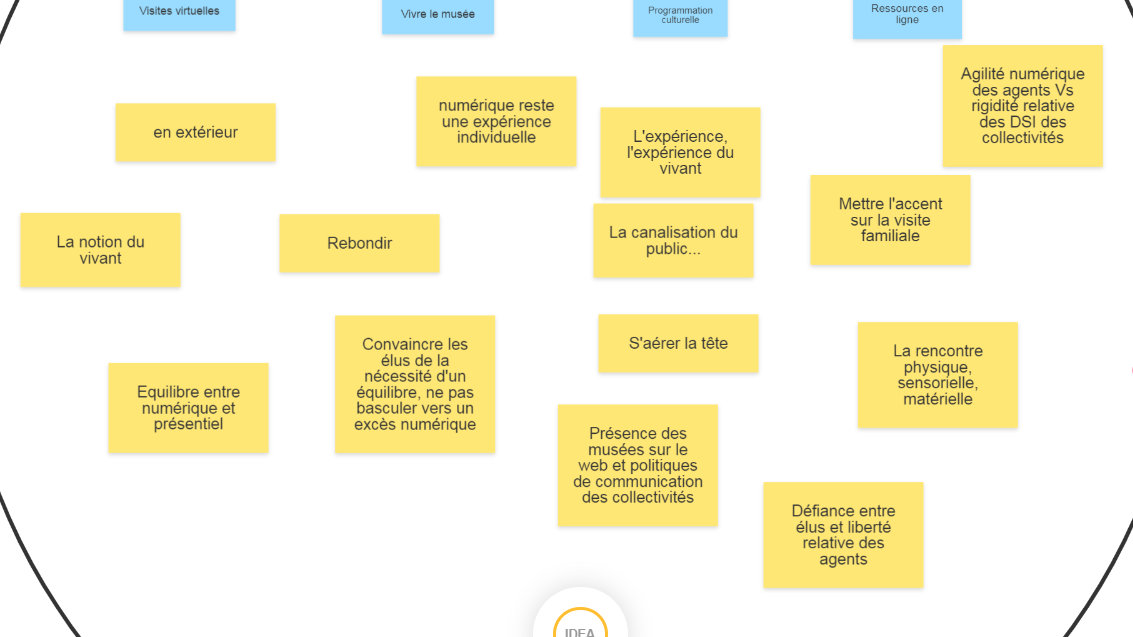 Visites virtuelles
Vivre le musée
Programmation
culturelle
Ressources en
ligne
Agilité numérique
des agents Vs
rigidité relative
des DSI des
collectivités
en extérieur
numérique reste
une expérience
individuelle
L'expérience,
l'expérience du
vivant
Mettre l'accent
sur la visite
familiale
La notion du
vivant
Rebondir
La canalisation du
public...
S'aérer la tête
Convaincre les
élus de la
nécessité d'un
équilibre, ne pas
basculer vers un
excès numérique
La rencontre
physique,
sensorielle,
matérielle
Equilibre entre
numérique et
présentiel
Présence des
musées sur le
web et politiques
de communication
des collectivités
Défiance entre
élus et liberté
relative des
agents
IDEA